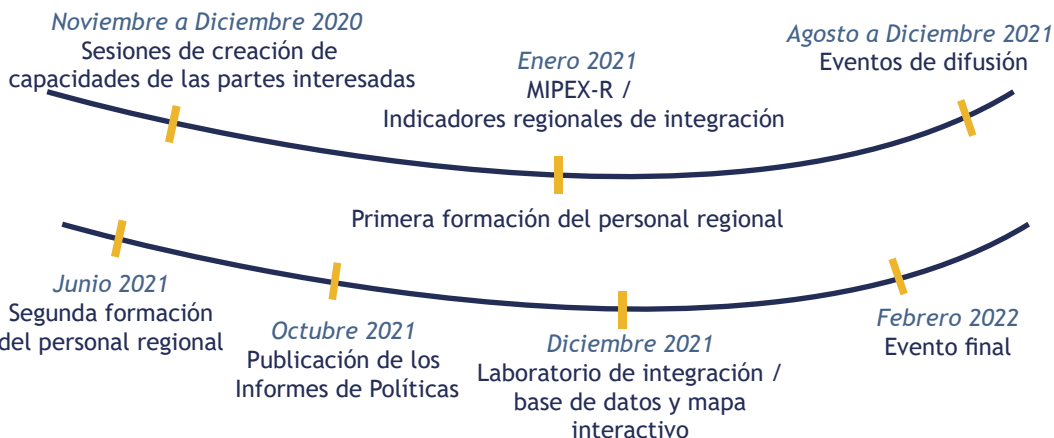 Noviembre a Diciembre 2020
Sesiones de creación de
capacidades de las partes interesadas
Enero 2021
MIPEX-R /
Indicadores regionales de integración
Agosto a Diciembre 2021
Eventos de difusión
Primera formación del personal regional
Junio 2021
Segunda formación
del personal regional
Octubre 2021
Publicación de los
Informes de Políticas
Diciembre 2021
Laboratorio de integración /
base de datos y mapa
interactivo
Febrero 2022
Evento final